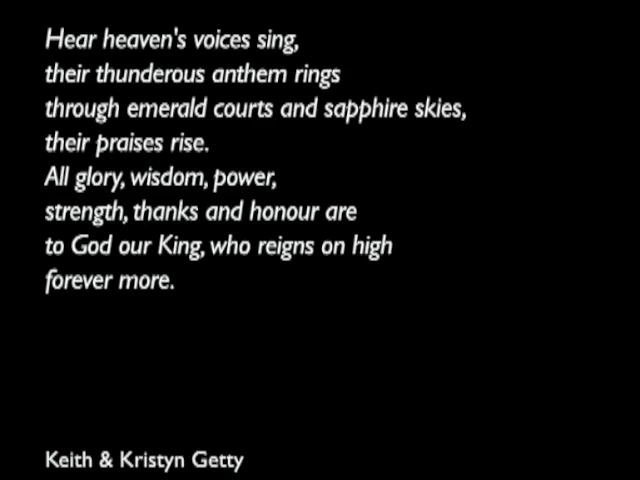 Hear heaven's voices sing,
their thunderous anthem rings
through emerald courts and sapphire skies,
their praises rise.
All glory, wisdom, power,
strength, thanks and honour are
to God our King, who reigns on high
forever more.
Keith & Kristyn Getty